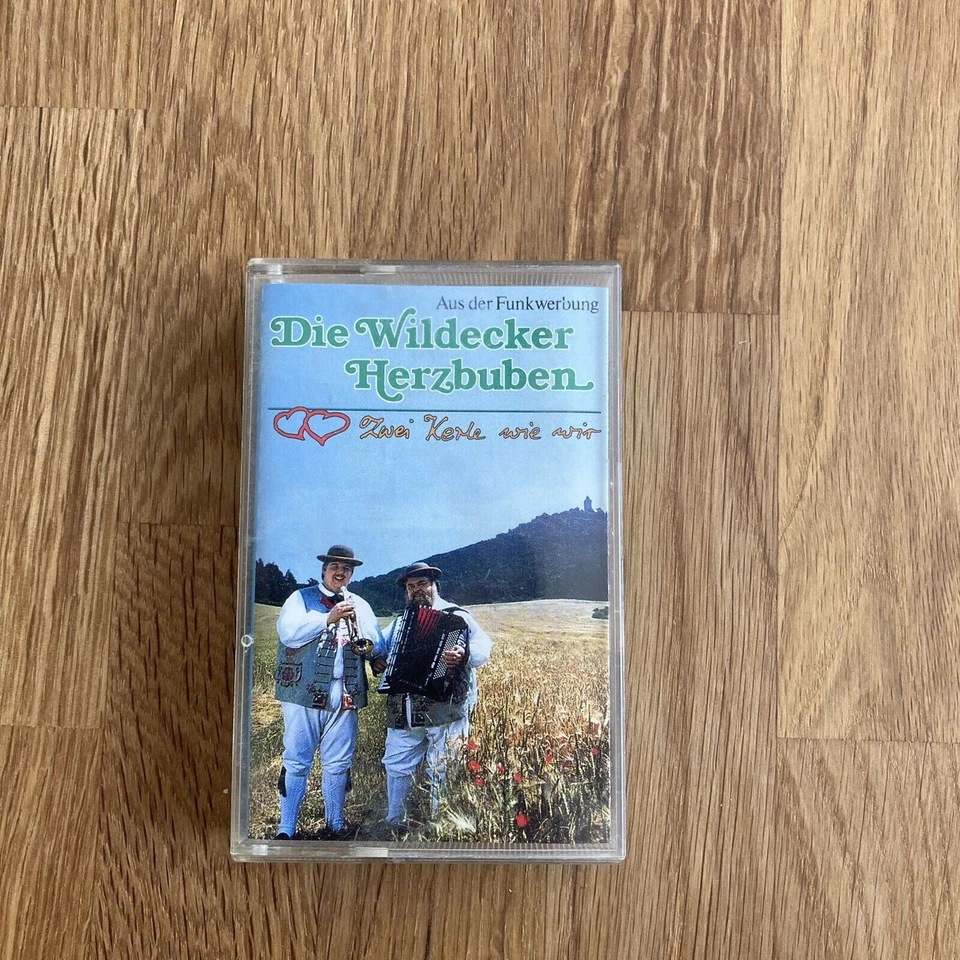 Aus der Funkwerbung
Die Wildecker
Herzbuben
Zwei Kerle wie wir